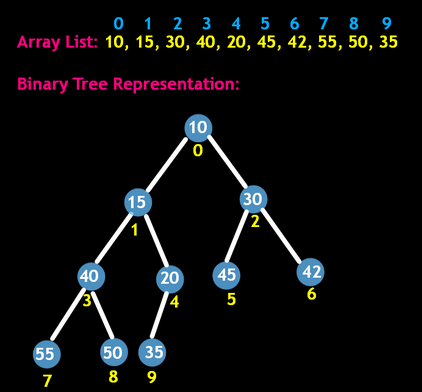 0 1 2 3 4 5 6 7 8 9
Array List: 10, 15, 30, 40, 20, 45, 42, 55, 50, 35
Binary Tree Representation:
10
0
15 30
1 2
40 20 45 42
3 4 5 6
55 50 35
7 8 9